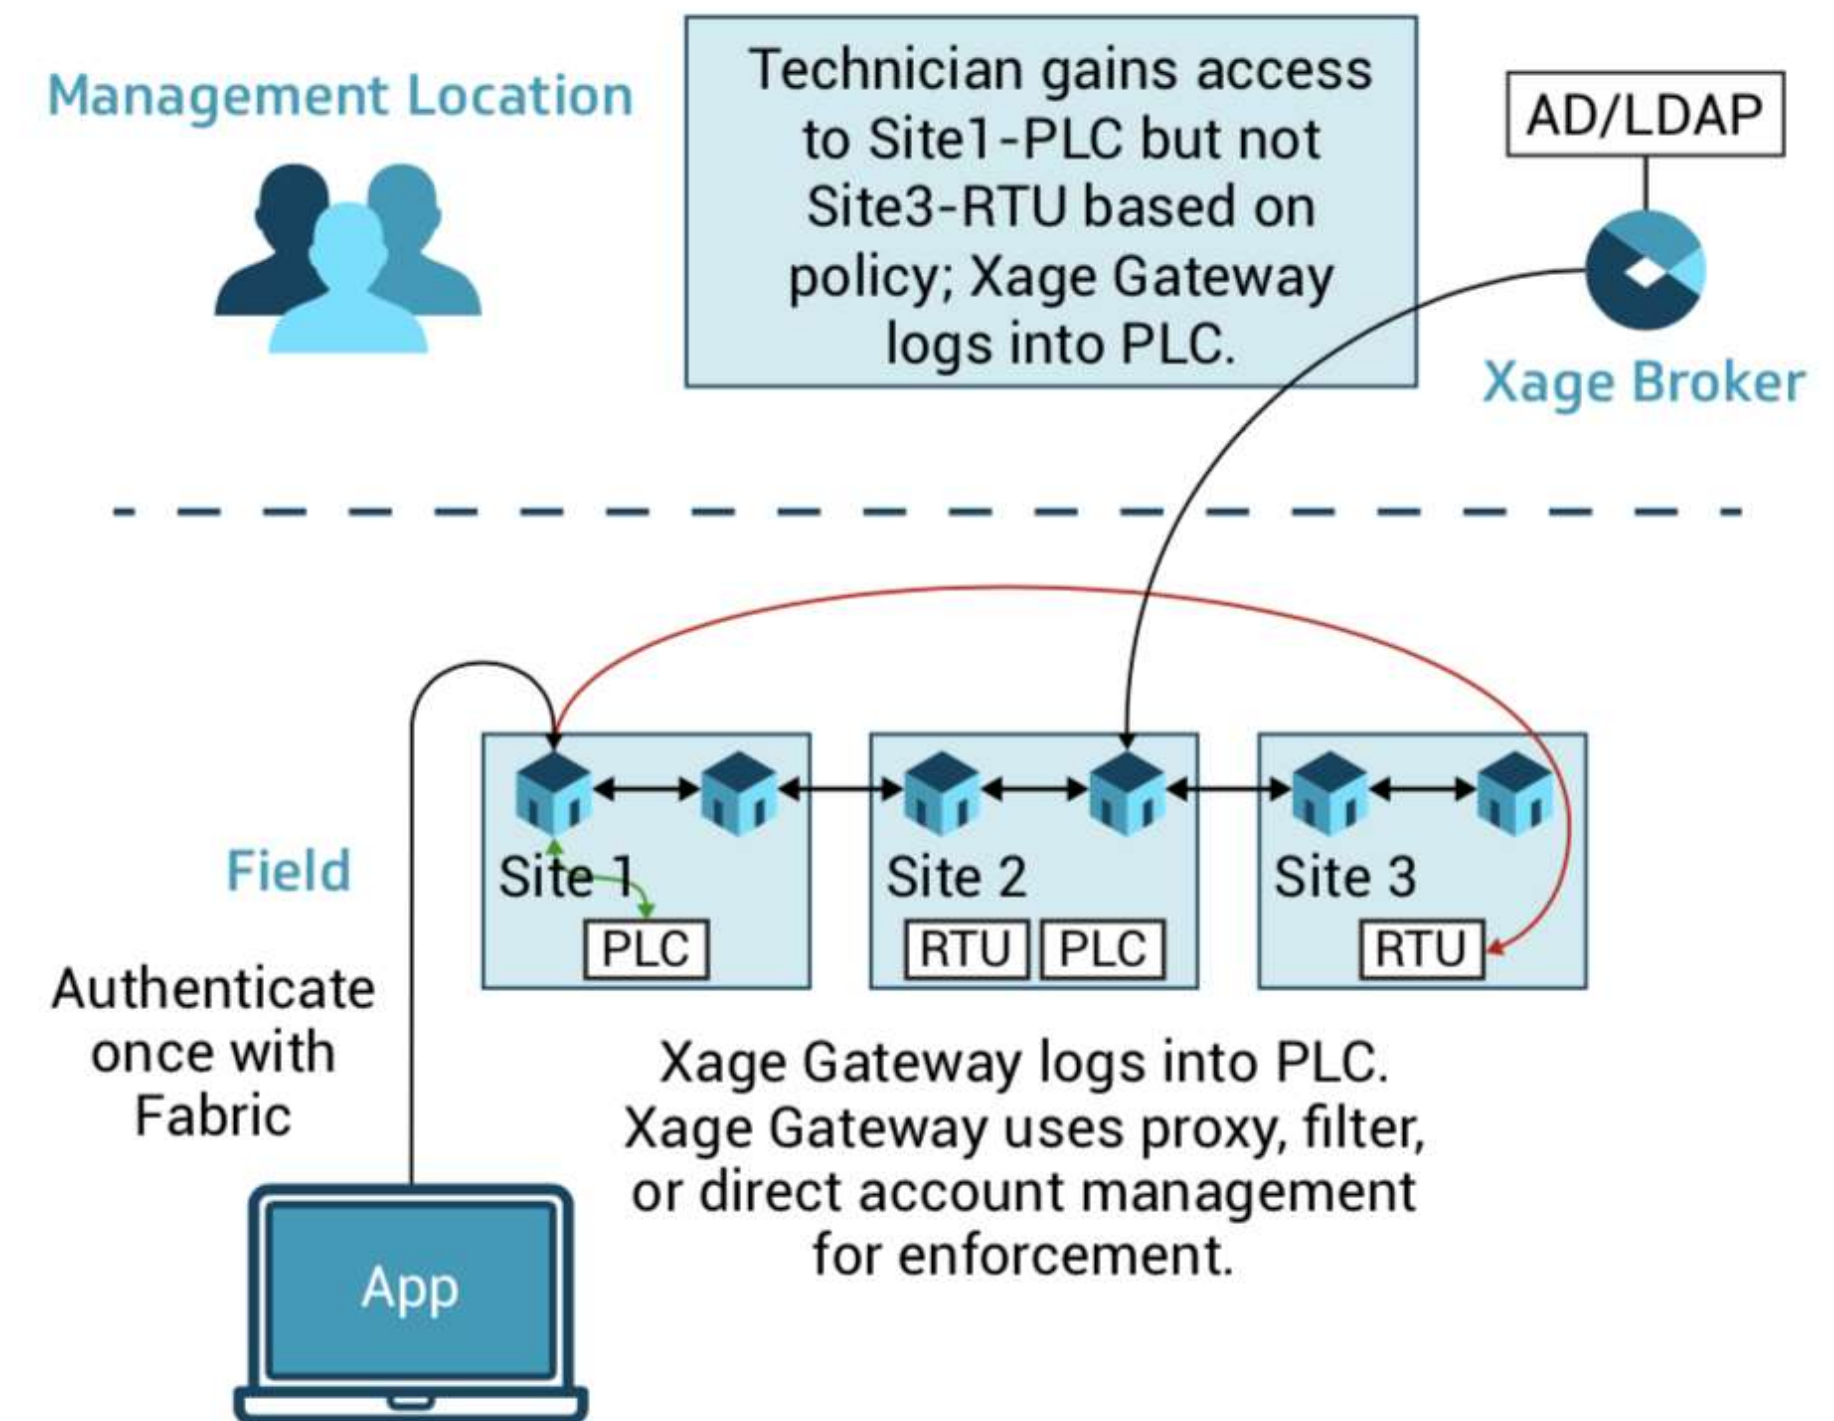 Management Location
Technician gains access
to Site1-PLC but not
Site3-RTU based on
policy; Xage Gateway
logs into PLC.
AD/LDAP
Xage Broker
Field
Site 1
PLC
Site 2
RTU
PLC
Site 3
RTU
Authenticate
once with
Fabric
Xage Gateway logs into PLC.
Xage Gateway uses proxy, filter,
or direct account management
for enforcement.
App